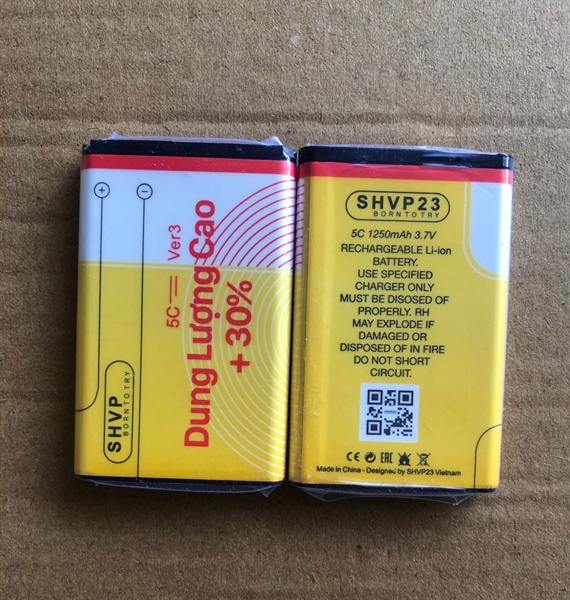 +
−
5C
Ver3
Dung Lượng Cao
+ 30%
SHVP
BORNTOTRY
SHVP23
BORNTOTRY
5C 1250mAh 3.7V
RECHARGEABLE Li-ion
BATTERY.
USE SPECIFIED
CHARGER ONLY
MUST BE DISOSED OF
PROPERLY. RH
MAY EXPLODE IF
DAMAGED OR
DISPOSED OF IN FIRE
DO NOT SHORT
CIRCUIT.
CE EAC
Made in China - Designed by SHVP23 Vietnam